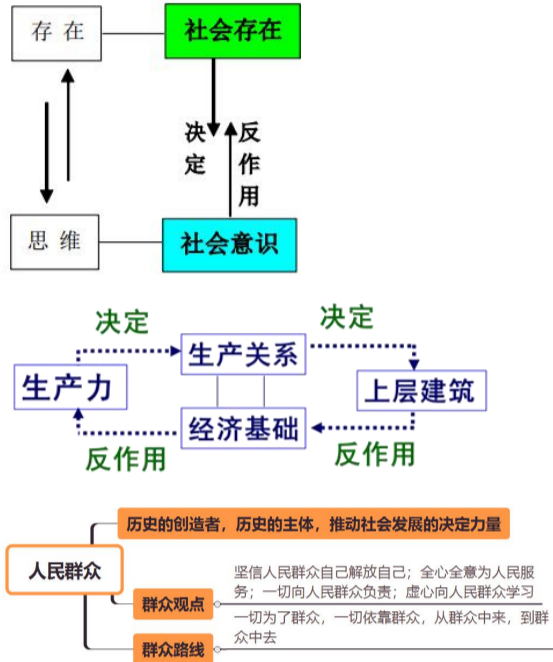 存在
社会存在
决定
反作用
思维
社会意识
决定
决定
生产关系
生产力
上层建筑
经济基础
反作用
反作用
历史的创造者，历史的主体，推动社会发展的决定力量
人民群众
坚信人民群众自己解放自己；全心全意为人民服
务；一切向人民群众负责；虚心向人民群众学习
群众观点
一切为了群众，一切依靠群众，从群众中来，到群
众中去
群众路线